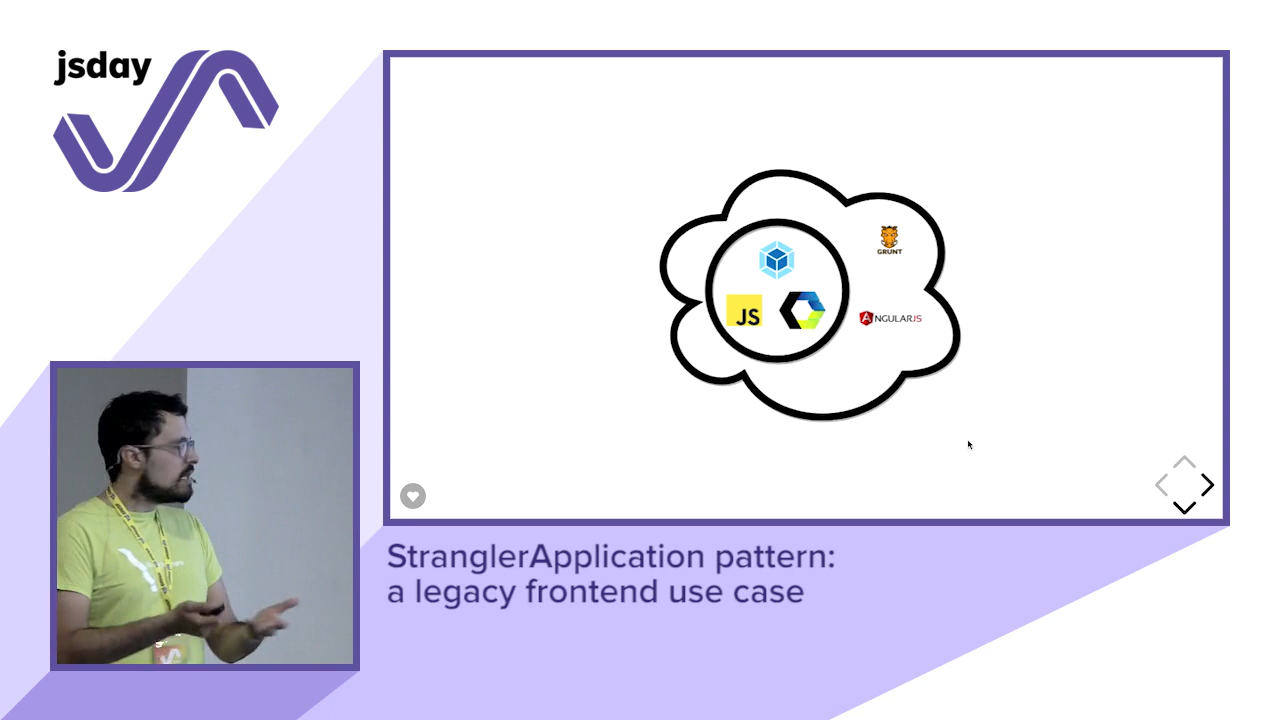 jsday
GRUNT
JS
ANGULARJS
StranglerApplication pattern:
a legacy frontend use case